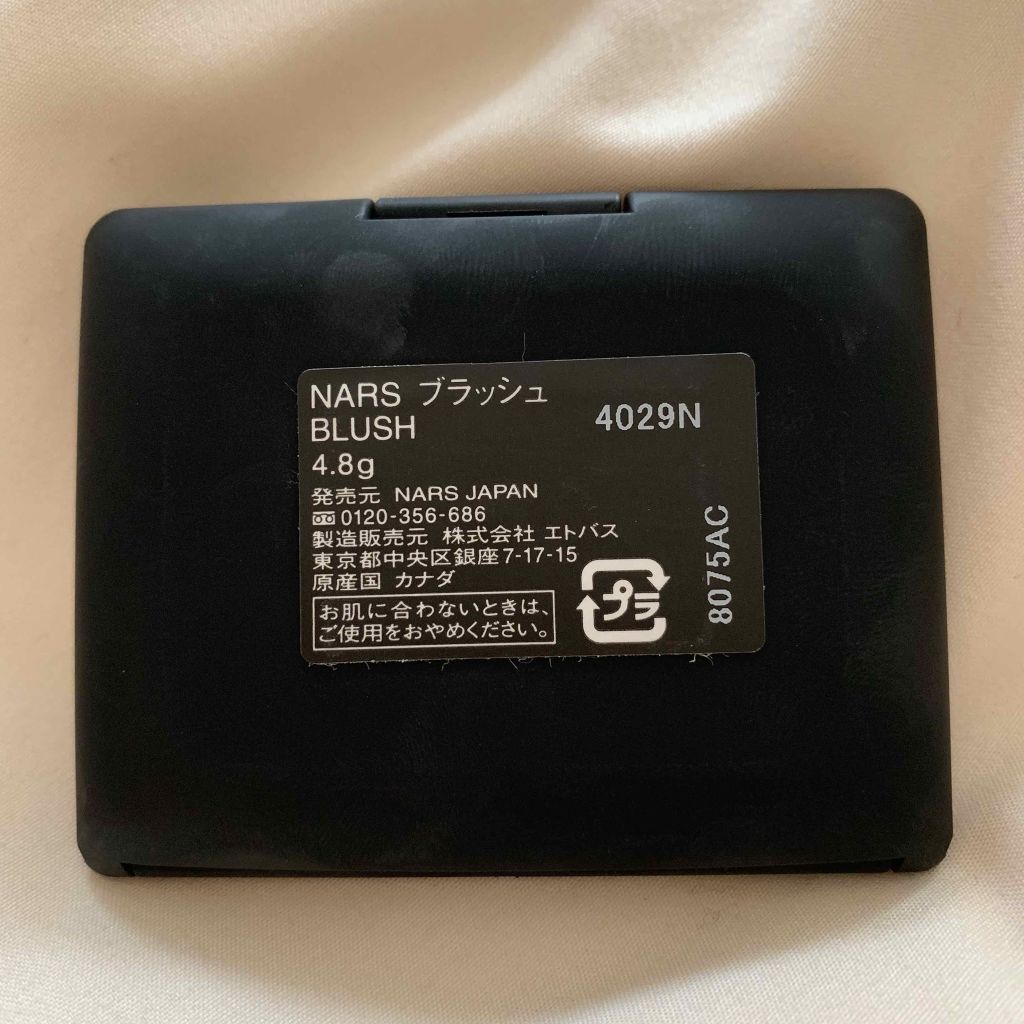 NARS ブラッシュ
BLUSH
4029N
4.8g
発売元 NARS JAPAN
0120-356-686
製造販売元 株式会社 エトバス
東京都中央区銀座7-17-15
原産国 カナダ
お肌に合わないときは、
ご使用をおやめください。
プラ
8075AC